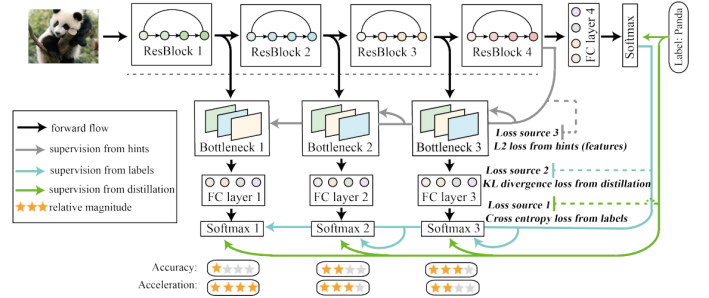 ResBlock 1
ResBlock 2
ResBlock 3
ResBlock 4
FC layer 4
Softmax
Label: Panda
Bottleneck 1
Bottleneck 2
Bottleneck 3
forward flow
supervision from hints
supervision from labels
supervision from distillation
relative magnitude
Loss source 3
L2 loss from hints (features)
Loss source 2
KL divergence loss from distillation
Loss source 1
Cross entropy loss from labels
FC layer 1
FC layer 2
FC layer 3
Softmax 1
Softmax 2
Softmax 3
Accuracy:
Acceleration: